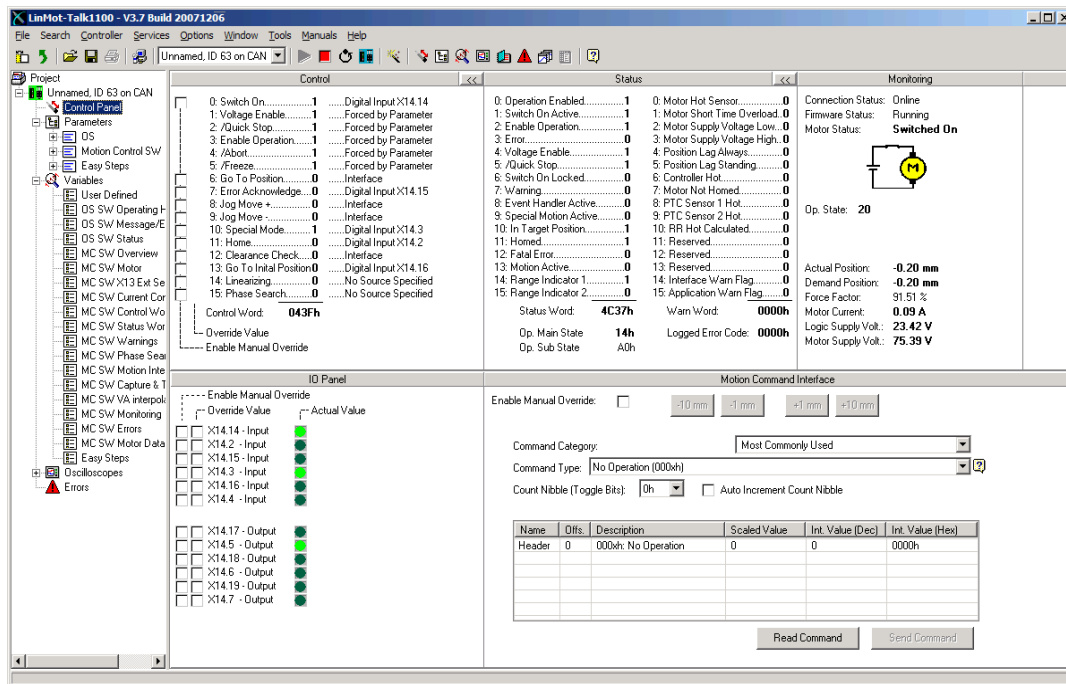 LinMot-Talk1100 - V3.7 Build 20071206
File Search Controller Services Options Window Tools Manuals Help
Unnamed, ID 63 on CAN
Project
Unnamed, ID 63 on CAN
Control Panel
Parameters
OS
Motion Control SW
Easy Steps
Variables
User Defined
OS SW Operating H
OS SW Message/E
OS SW Status
MC SW Overview
MC SW Motor
MC SW X13 Ext Se
MC SW Current Cor
MC SW Control Wo
MC SW Status Wor
MC SW Warnings
MC SW Phase Sear
MC SW Motion Inte
MC SW Capture & T
MC SW VA interpola
MC SW Monitoring
MC SW Errors
MC SW Motor Data
Easy Steps
Oscilloscopes
Errors
Control <<
0: Switch On................1 .....Digital Input X14.14
1: Voltage Enable.........1 ......Forced by Parameter
2: /Quick Stop..............1 ......Forced by Parameter
3: Enable Operation.......1 ......Forced by Parameter
4: /Abort......................1 ......Forced by Parameter
5: /Freeze....................1 ......Forced by Parameter
6: Go To Position..........0 ......Interface
7: Error Acknowledge....0 ......Digital Input X14.15
8: Jog Move +..............0 ......Interface
9: Jog Move -...............0 ......Interface
10: Special Mode.........1 ......Digital Input X14.3
11: Home....................0 ......Digital Input X14.2
12: Clearance Check.....0 ......Interface
13: Go To Inital Position0 ......Digital Input X14.16
14: Linearizing..............0 ......No Source Specified
15: Phase Search.........0 ......No Source Specified
Control Word: 043Fh
Override Value
Enable Manual Override
Status <<
0: Operation Enabled............1
1: Switch On Active..............1
2: Enable Operation..............1
3: Error................................0
4: Voltage Enable.................1
5: /Quick Stop......................1
6: Switch On Locked.............0
7: Warning...........................0
8: Event Handler Active.........0
9: Special Motion Active........0
10: In Target Position............1
11: Homed............................1
12: Fatal Error.......................0
13: Motion Active..................0
14: Range Indicator 1............1
15: Range Indicator 2............0
Status Word: 4C37h
Op. Main State 14h
Op. Sub State A0h
0: Motor Hot Sensor.............0
1: Motor Short Time Overload..0
2: Motor Supply Voltage Low...0
3: Motor Supply Voltage High..0
4: Position Lag Always..........0
5: Position Lag Standing........0
6: Controller Hot...................0
7: Motor Not Homed.............0
8: PTC Sensor 1 Hot.............0
9: PTC Sensor 2 Hot.............0
10: RR Hot Calculated..........0
11: Reserved.......................0
12: Reserved.......................0
13: Reserved.......................0
14: Interface Warn Flag.........0
15: Application Warn Flag......0
Warn Word: 0000h
Logged Error Code: 0000h
Monitoring
Connection Status: Online
Firmware Status: Running
Motor Status: Switched On
M
Op. State: 20
Actual Position: -0.20 mm
Demand Position: -0.20 mm
Force Factor: 91.51 %
Motor Current: 0.09 A
Logic Supply Volt.: 23.42 V
Motor Supply Volt.: 75.39 V
IO Panel
Enable Manual Override
Override Value Actual Value
X14.14 - Input
X14.2 - Input
X14.15 - Input
X14.3 - Input
X14.16 - Input
X14.4 - Input
X14.17 - Output
X14.5 - Output
X14.18 - Output
X14.6 - Output
X14.19 - Output
X14.7 - Output
Motion Command Interface
Enable Manual Override: -10 mm -1 mm +1 mm +10 mm
Command Category: Most Commonly Used
Command Type: No Operation (000xh)
Count Nibble (Toggle Bits): 0h Auto Increment Count Nibble
Name Offs. Description Scaled Value Int. Value (Dec) Int. Value (Hex)
Header 0 000xh: No Operation 0 0 0000h
Read Command Send Command